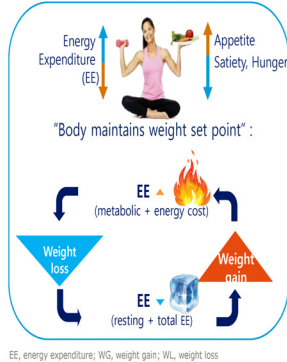 Energy
Expenditure
(EE)
Appetite
Satiety, Hunger
"Body maintains weight set point" :
EE
(metabolic + energy cost)
Weight
loss
Weight
gain
EE
(resting + total EE)
EE, energy expenditure; WG, weight gain; WL, weight loss